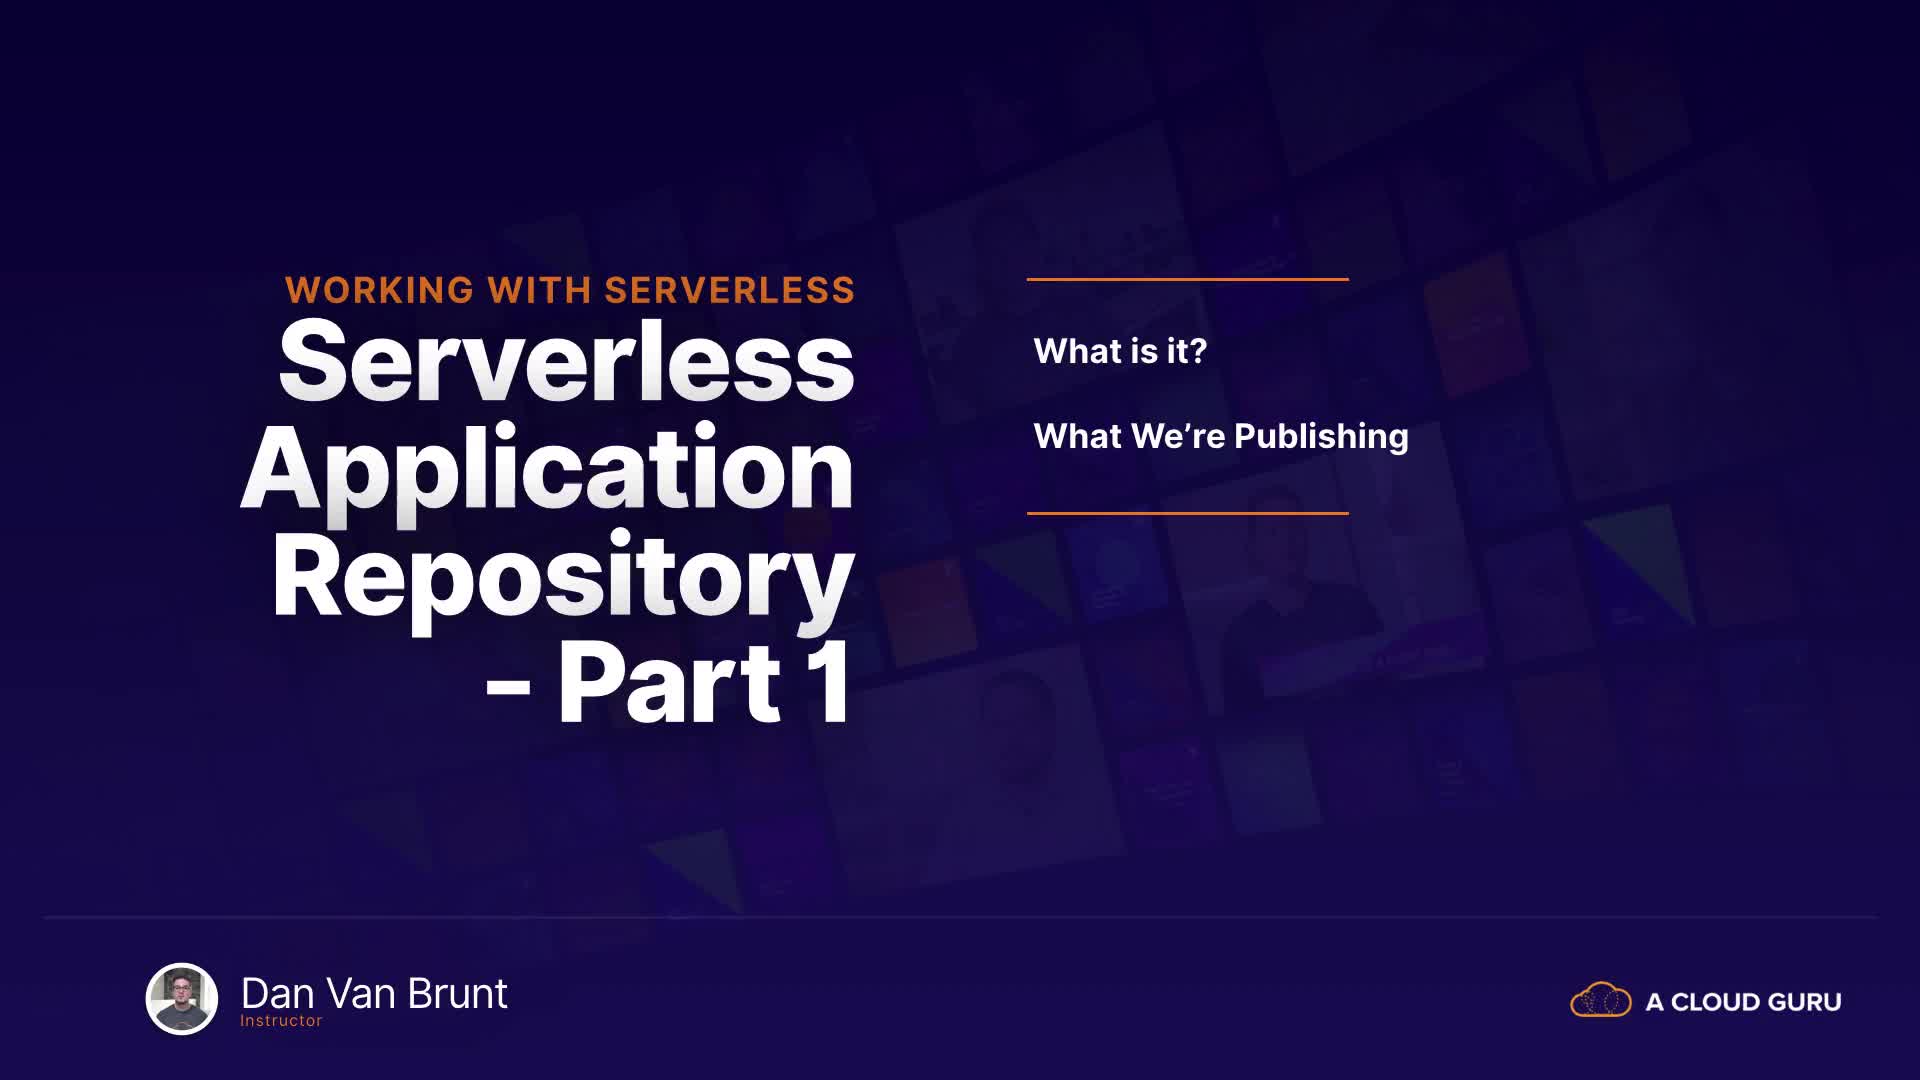 WORKING WITH SERVERLESS
Serverless
Application
Repository
- Part 1
What is it?
What We’re Publishing
Dan Van Brunt
Instructor
A CLOUD GURU